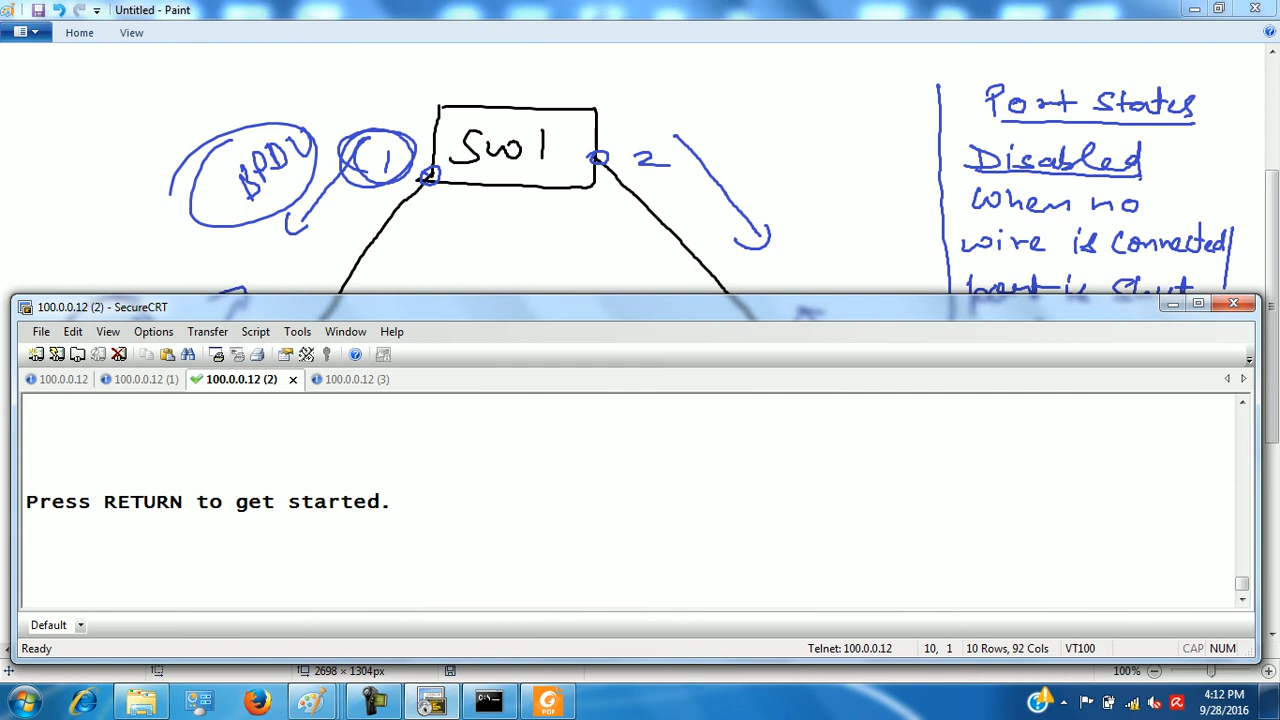 Untitled - Paint
Home
View
Port States
Disabled
When no
wire is Connected/
port is Shut
BPDU
1
SW1
2
100.0.0.12 (2) - SecureCRT
File Edit View Options Transfer Script Tools Window Help
100.0.0.12
100.0.0.12 (1)
100.0.0.12 (2)
100.0.0.12 (3)
Press RETURN to get started.
Default
Ready
Telnet: 100.0.0.12
10, 1
10 Rows, 92 Cols
VT100
CAP NUM
2698 × 1304px
100%
PDF
4:12 PM
9/28/2016